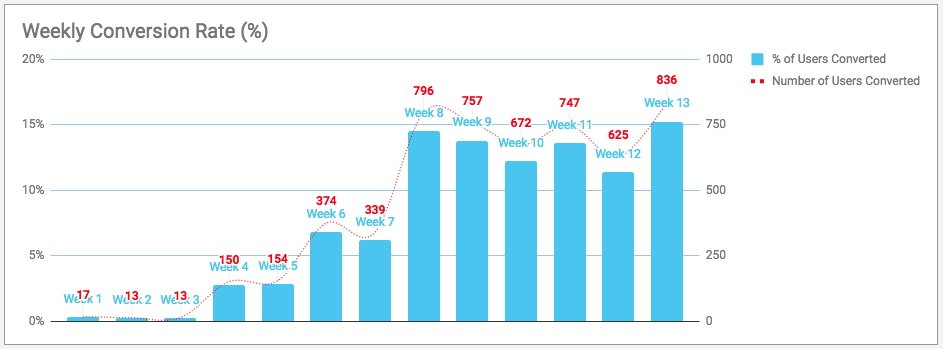 Weekly Conversion Rate (%)
20%
15%
10%
5%
0%
1000
750
500
250
0
% of Users Converted
Number of Users Converted
17
Week 1
13
Week 2
13
Week 3
150
Week 4
154
Week 5
374
Week 6
339
Week 7
796
Week 8
757
Week 9
672
Week 10
747
Week 11
625
Week 12
836
Week 13